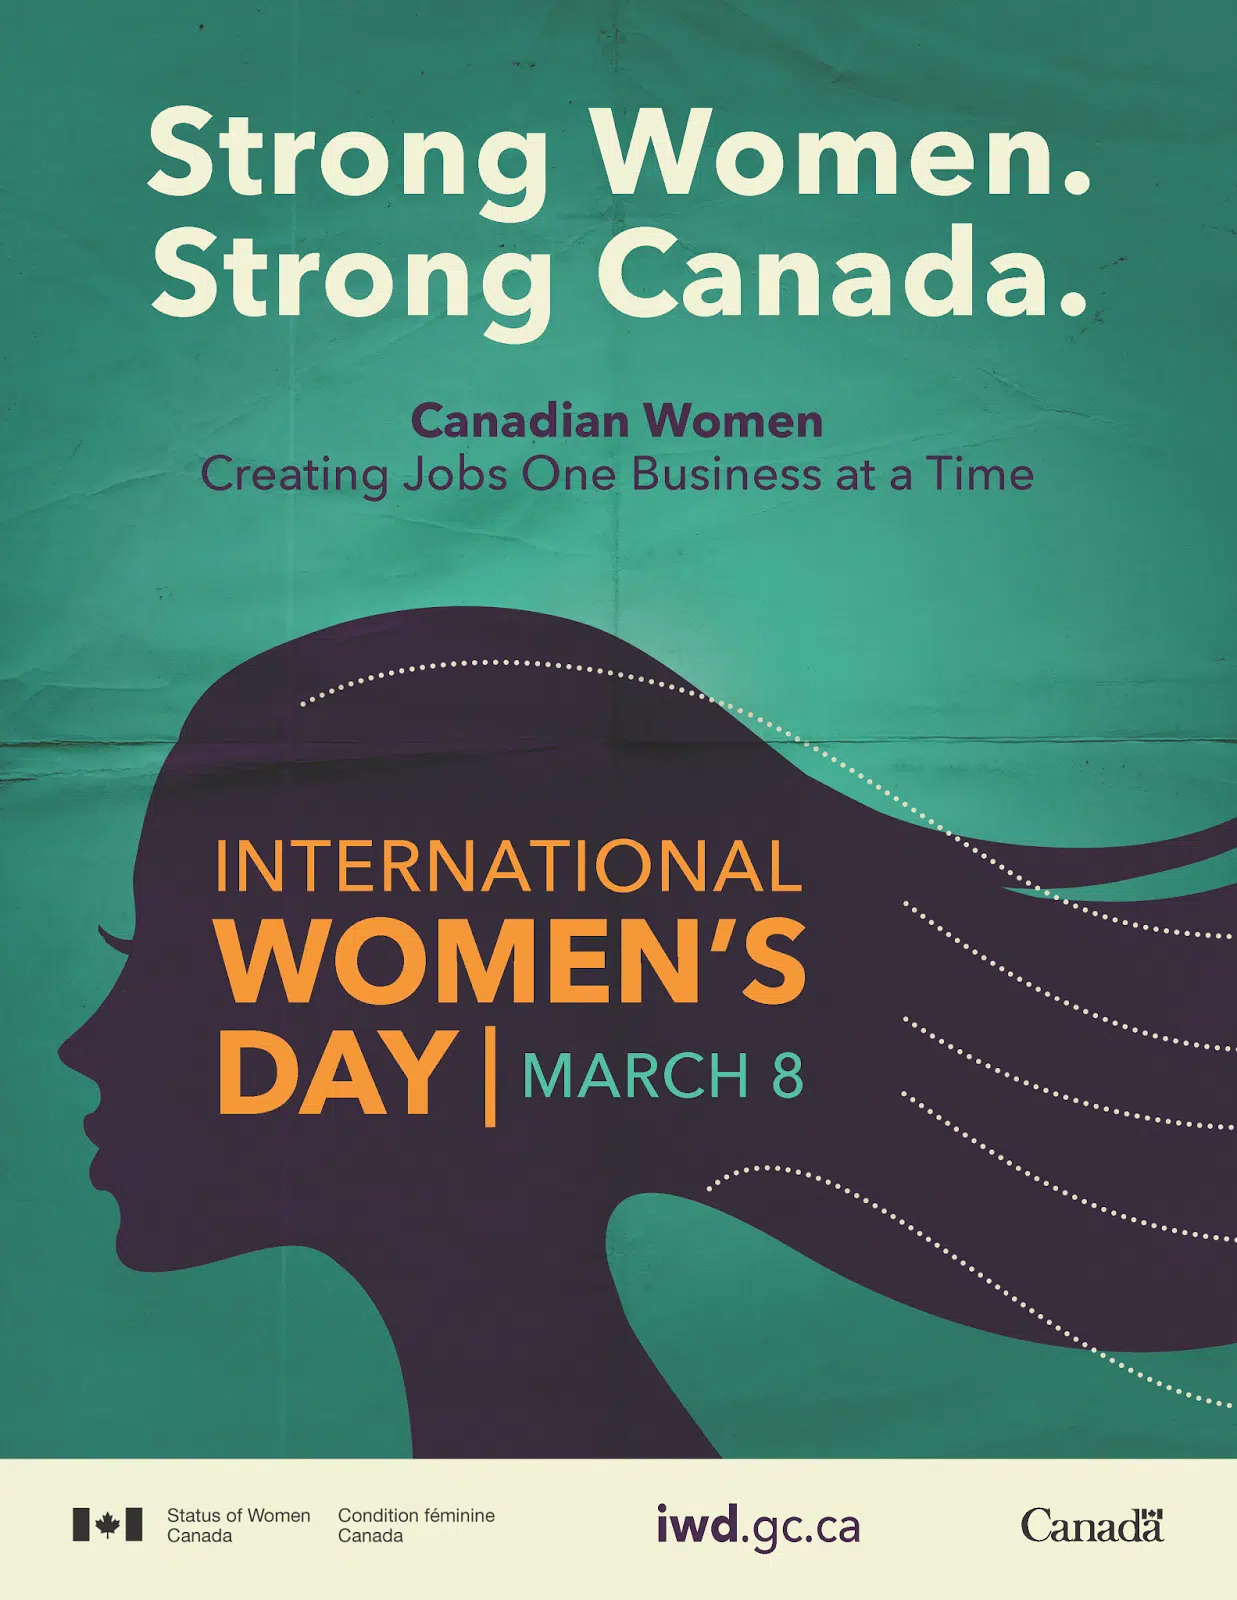 Strong Women.
Strong Canada.
Canadian Women
Creating Jobs One Business at a Time
INTERNATIONAL
WOMEN'S
DAY | MARCH 8
Status of Women
Canada
Condition féminine
Canada
iwd.gc.ca
Canada